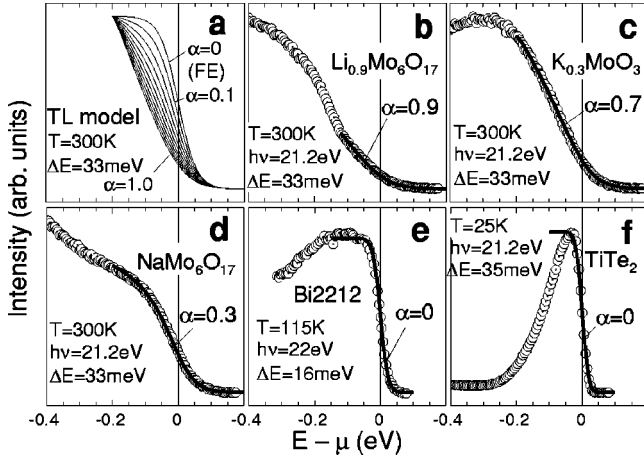 Intensity (arb. units)
a
α=0
(FE)
α=0.1
TL model
T=300K
ΔE=33meV
α=1.0
b
Li0.9Mo6O17
α=0.9
T=300K
hν=21.2eV
ΔE=33meV
c
K0.3MoO3
α=0.7
T=300K
hν=21.2eV
ΔE=33meV
d
NaMo6O17
α=0.3
T=300K
hν=21.2eV
ΔE=33meV
e
Bi2212
α=0
T=115K
hν=22eV
ΔE=16meV
f
T=25K
hν=21.2eV
ΔE=35meV
TiTe2
α=0
-0.4 -0.2 0 -0.4 -0.2 0 -0.4 -0.2 0
E − μ (eV)